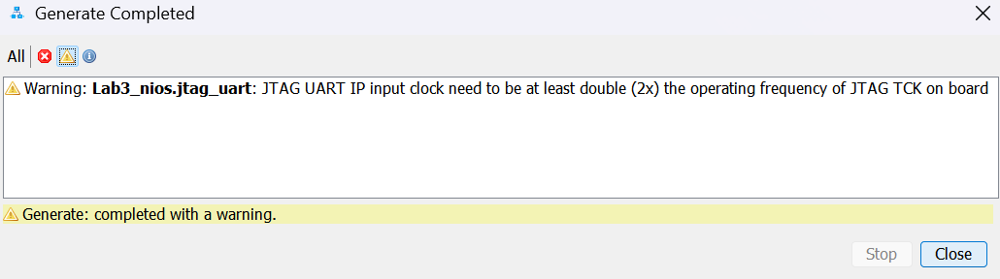 Generate Completed
All
Warning: Lab3_nios.jtag_uart: JTAG UART IP input clock need to be at least double (2x) the operating frequency of JTAG TCK on board
Generate: completed with a warning.
Stop Close